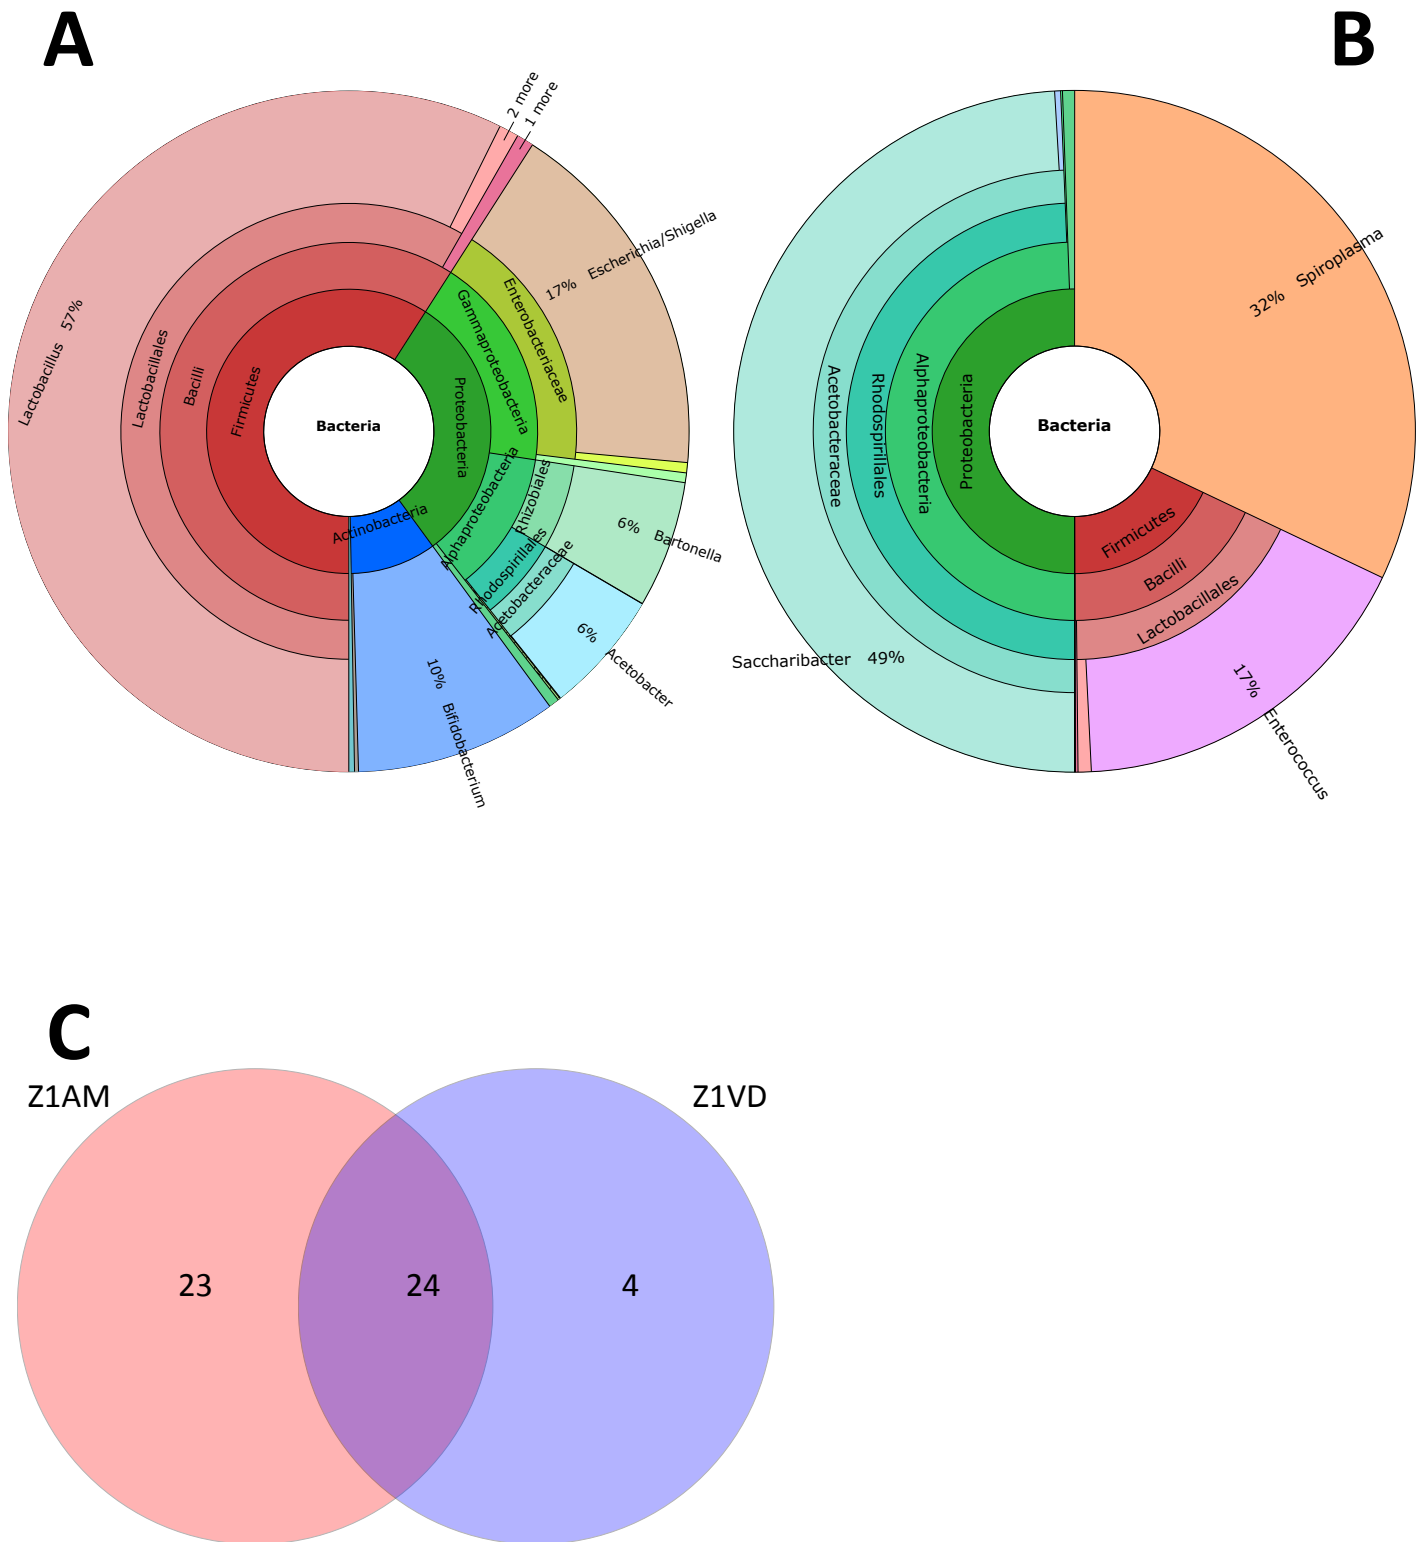 A
B
2 more
1 more
Escherichia/Shigella
17%
Enterobacteriaceae
Gammaproteobacteria
Proteobacteria
Alphaproteobacteria
Rhizobiales
6% Bartonella
Rhodospirillales
Acetobacteraceae
6% Acetobacter
Actinobacteria
10% Bifidobacterium
Bacteria
Firmicutes
Bacilli
Lactobacillales
Lactobacillus 57%
Spiroplasma
32%
Bacteria
Proteobacteria
Alphaproteobacteria
Rhodospirillales
Acetobacteraceae
Saccharibacter 49%
Firmicutes
Bacilli
Lactobacillales
17% Enterococcus
C
Z1AM
Z1VD
23
24
4